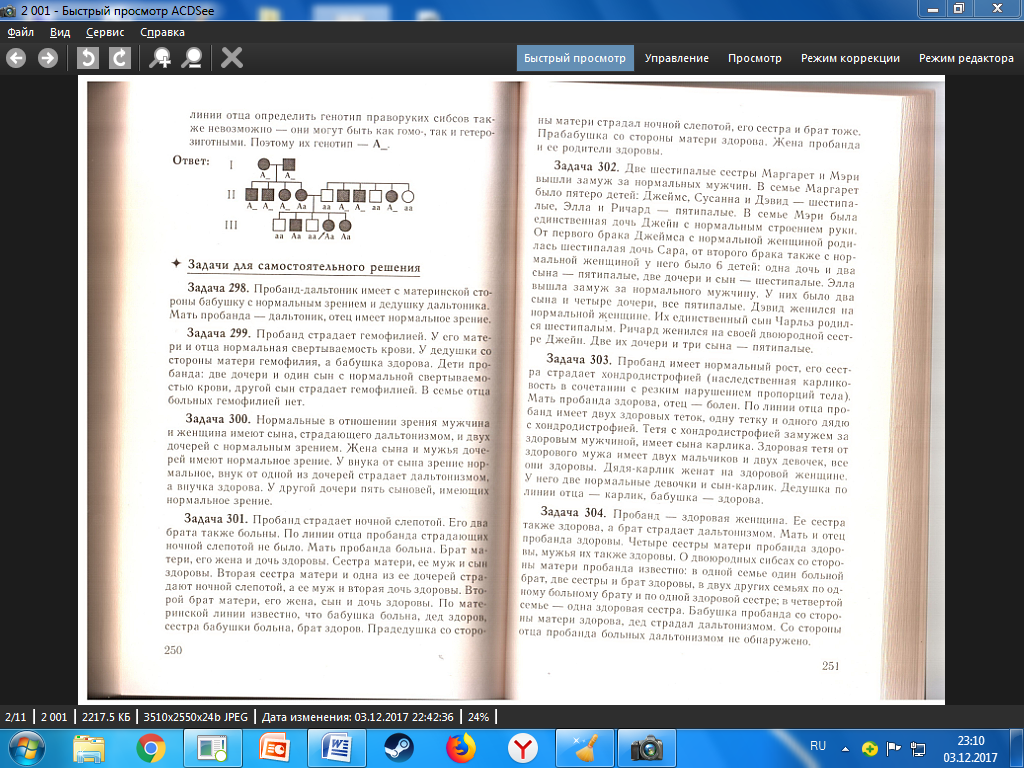 2 001 - Быстрый просмотр ACDSee
Файл Вид Сервис Справка
Быстрый просмотр Управление Просмотр Режим коррекции Режим редактора
линии отца определить генотип праворуких сибсов так-
же невозможно — они могут быть как гомо-, так и гетеро-
зиготными. Поэтому их генотип — А_.
Ответ:
I
А_ А_
II
А_ А_ А_ Аа аа А_ А_ аа А_ аа
III
аа Аа аа Аа Аа
Задачи для самостоятельного решения
Задача 298. Пробанд-дальтоник имеет с материнской сто-
роны бабушку с нормальным зрением и дедушку дальтоника.
Мать пробанда — дальтоник, отец имеет нормальное зрение.
Задача 299. Пробанд страдает гемофилией. У его мате-
ри и отца нормальная свертываемость крови. У дедушки со
стороны матери гемофилия, а бабушка здорова. Дети про-
банда: две дочери и один сын с нормальной свертываемо-
стью крови, другой сын страдает гемофилией. В семье отца
больных гемофилией нет.
Задача 300. Нормальные в отношении зрения мужчина
и женщина имеют сына, страдающего дальтонизмом, и двух
дочерей с нормальным зрением. Жена сына и мужья доче-
рей имеют нормальное зрение. У внука от сына зрение нор-
мальное, внук от одной из дочерей страдает дальтонизмом,
а внучка здорова. У другой дочери пять сыновей, имеющих
нормальное зрение.
Задача 301. Пробанд страдает ночной слепотой. Его два
брата также больны. По линии отца пробанда страдающих
ночной слепотой не было. Мать пробанда больна. Брат ма-
тери, его жена и дочь здоровы. Сестра матери, ее муж и сын
здоровы. Вторая сестра матери и одна из ее дочерей стра-
дают ночной слепотой, а ее муж и вторая дочь здоровы. Вто-
рой брат матери, его жена, сын и дочь здоровы. По мате-
ринской линии известно, что бабушка больна, дед здоров,
сестра бабушки больна, брат здоров. Прадедушка со сторо-
250
ны матери страдал ночной слепотой, его сестра и брат тоже.
Прабабушка со стороны матери здорова. Жена пробанда
и ее родители здоровы.
Задача 302. Две шестипалые сестры Маргарет и Мэри
вышли замуж за нормальных мужчин. В семье Маргарет
было пятеро детей: Джеймс, Сусанна и Дэвид — шестипа-
лые, Элла и Ричард — пятипалые. В семье Мэри была
единственная дочь Джейн с нормальным строением руки.
От первого брака Джеймса с нормальной женщиной роди-
лась шестипалая дочь Сара, от второго брака также с нор-
мальной женщиной у него было 6 детей: одна дочь и два
сына — пятипалые, две дочери и сын — шестипалые. Элла
вышла замуж за нормального мужчину. У них было два
сына и четыре дочери, все пятипалые. Дэвид женился на
нормальной женщине. Их единственный сын Чарльз родил-
ся шестипалым. Ричард женился на своей двоюродной сест-
ре Джейн. Две их дочери и три сына — пятипалые.
Задача 303. Пробанд имеет нормальный рост, его сест-
ра страдает хондродистрофией (наследственная карлико-
вость в сочетании с резким нарушением пропорций тела).
Мать пробанда здорова, отец — болен. По линии отца про-
банд имеет двух здоровых теток, одну тетку и одного дядю
с хондродистрофией. Тетя с хондродистрофией замужем за
здоровым мужчиной, имеет сына карлика. Здоровая тетя от
здорового мужа имеет двух мальчиков и двух девочек, все
они здоровы. Дядя-карлик женат на здоровой женщине.
У него две нормальные девочки и сын-карлик. Дедушка по
линии отца — карлик, бабушка — здорова.
Задача 304. Пробанд — здоровая женщина. Ее сестра
также здорова, а брат страдает дальтонизмом. Мать и отец
пробанда здоровы. Четыре сестры матери пробанда здоро-
вы, мужья их также здоровы. О двоюродных сибсах со сторо-
ны матери пробанда известно: в одной семье один больной
брат, две сестры и брат здоровы, в двух других семьях по од-
ному больному брату и по одной здоровой сестре; в четвертой
семье — одна здоровая сестра. Бабушка пробанда со сторо-
ны матери здорова, дед страдал дальтонизмом. Со стороны
отца пробанда больных дальтонизмом не обнаружено.
251
2/11 2 001 2217.5 КБ 3510x2550x24b JPEG Дата изменения: 03.12.2017 22:42:36 24%
RU
23:10
03.12.2017